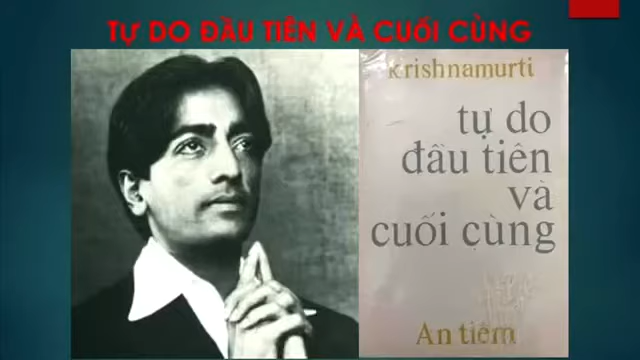 TỰ DO ĐẦU TIÊN VÀ CUỐI CÙNG
Krishnamurti
tự do
đầu tiên
và
cuối cùng
An tiêm